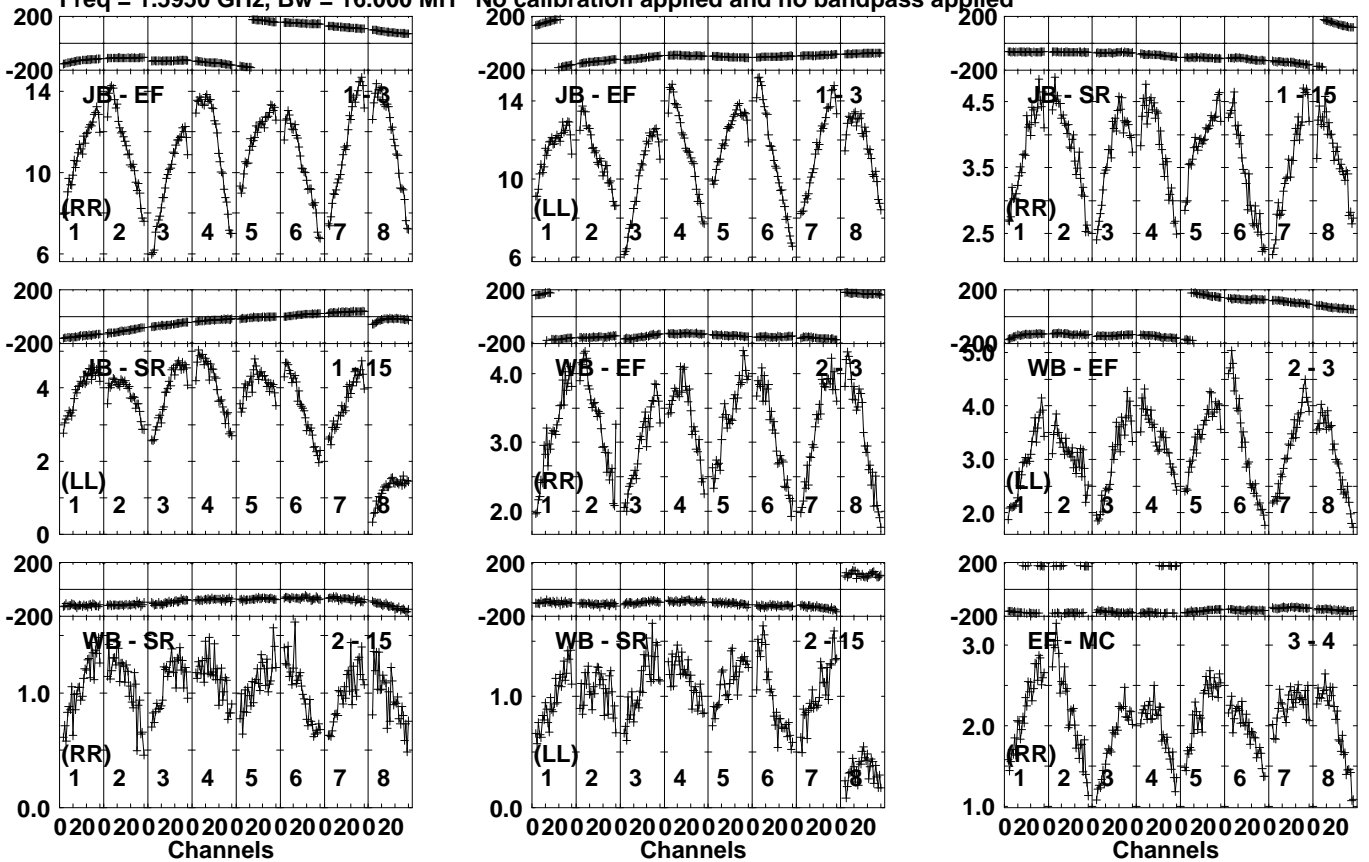 Freq = 1.5950 GHz, Bw = 16.000 MH No calibration applied and no bandpass applied
200
-200
14
10
6
JB - EF 1 - 3
(RR)
1 2 3 4 5 6 7 8
200
-200
14
10
6
JB - EF 1 - 3
(LL)
1 2 3 4 5 6 7 8
200
-200
4.5
3.5
2.5
JB - SR 1 - 15
(RR)
1 2 3 4 5 6 7 8
200
-200
4
2
0
JB - SR 1 - 15
(LL)
1 2 3 4 5 6 7 8
200
-200
4.0
3.0
2.0
WB - EF 2 - 3
(RR)
1 2 3 4 5 6 7 8
200
-200
5.0
4.0
3.0
2.0
WB - EF 2 - 3
(LL)
1 2 3 4 5 6 7 8
200
-200
1.0
0.0
WB - SR 2 - 15
(RR)
1 2 3 4 5 6 7 8
020020020020020020020020
Channels
200
-200
1.0
0.0
WB - SR 2 - 15
(LL)
1 2 3 4 5 6 7 8
020020020020020020020020
Channels
200
-200
3.0
2.0
1.0
EF - MC 3 - 4
(RR)
1 2 3 4 5 6 7 8
020020020020020020020020
Channels